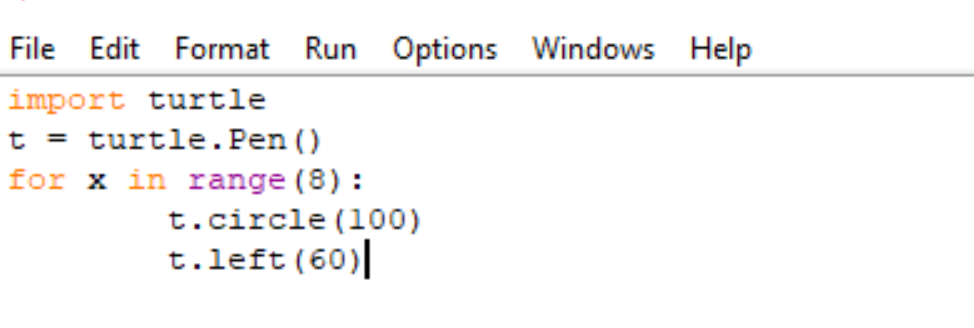 File Edit Format Run Options Windows Help
import turtle
t = turtle.Pen()
for x in range(8):
        t.circle(100)
        t.left(60)